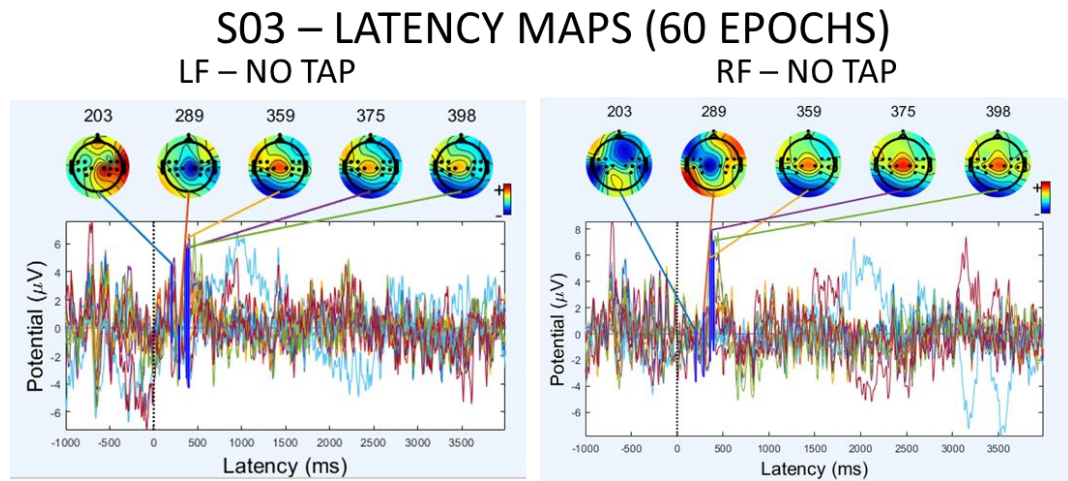 S03 – LATENCY MAPS (60 EPOCHS)
LF – NO TAP
203 289 359 375 398
+
-
Potential (μV)
6
4
2
0
-2
-4
-6
-1000 -500 0 500 1000 1500 2000 2500 3000 3500
Latency (ms)
RF – NO TAP
203 289 359 375 398
+
-
Potential (μV)
8
6
4
2
0
-2
-4
-6
-1000 -500 0 500 1000 1500 2000 2500 3000 3500
Latency (ms)